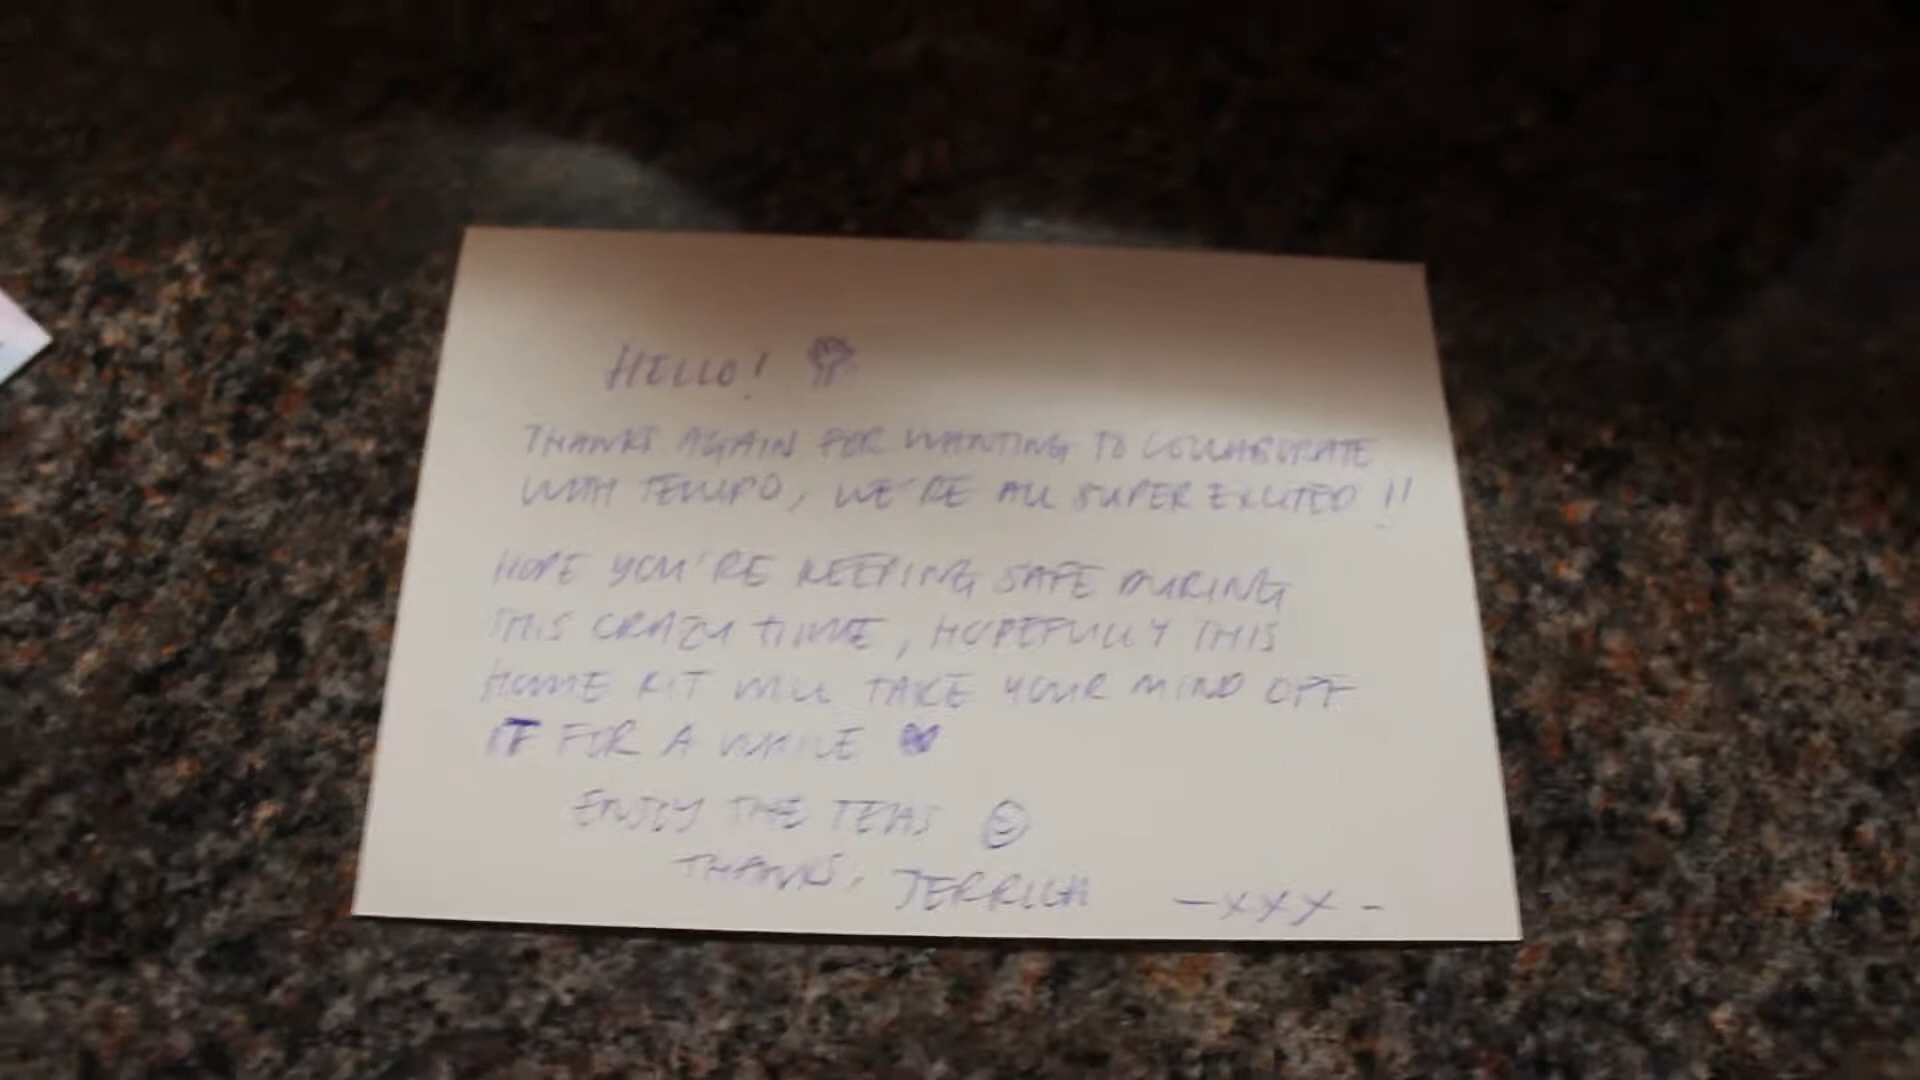 HELLO!
THANKS AGAIN FOR WANTING TO COLLABORATE
WITH TEMPO, WE'RE ALL SUPER EXCITED !!
HOPE YOU'RE KEEPING SAFE DURING
THIS CRAZY TIME, HOPEFULLY THIS
HOME KIT WILL TAKE YOUR MIND OFF
IT FOR A WHILE
ENJOY THE TEAS
THANKS,
-XXX-